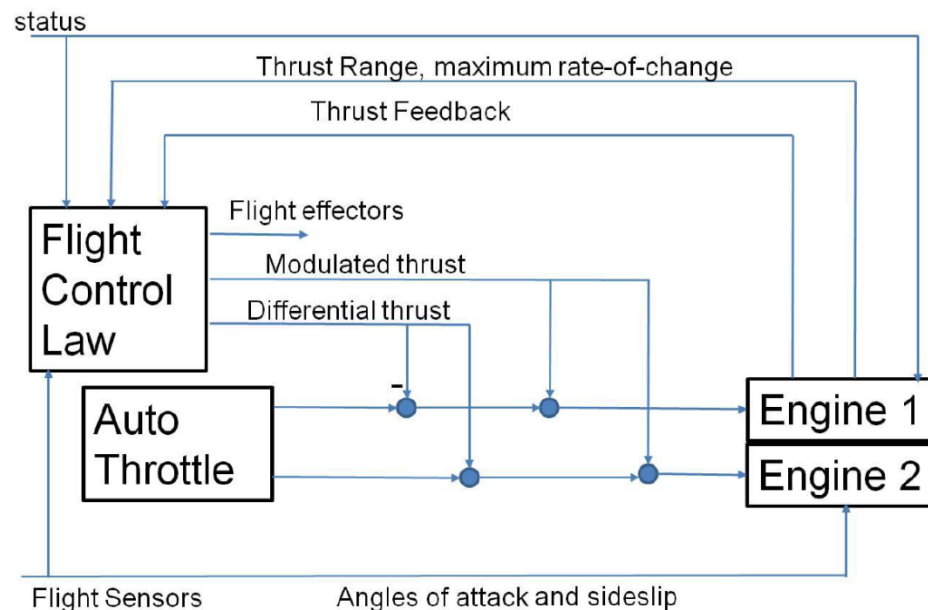 status
Thrust Range, maximum rate-of-change
Thrust Feedback
Flight
Control
Law
Flight effectors
Modulated thrust
Differential thrust
-
Auto
Throttle
Engine 1
Engine 2
Flight Sensors
Angles of attack and sideslip